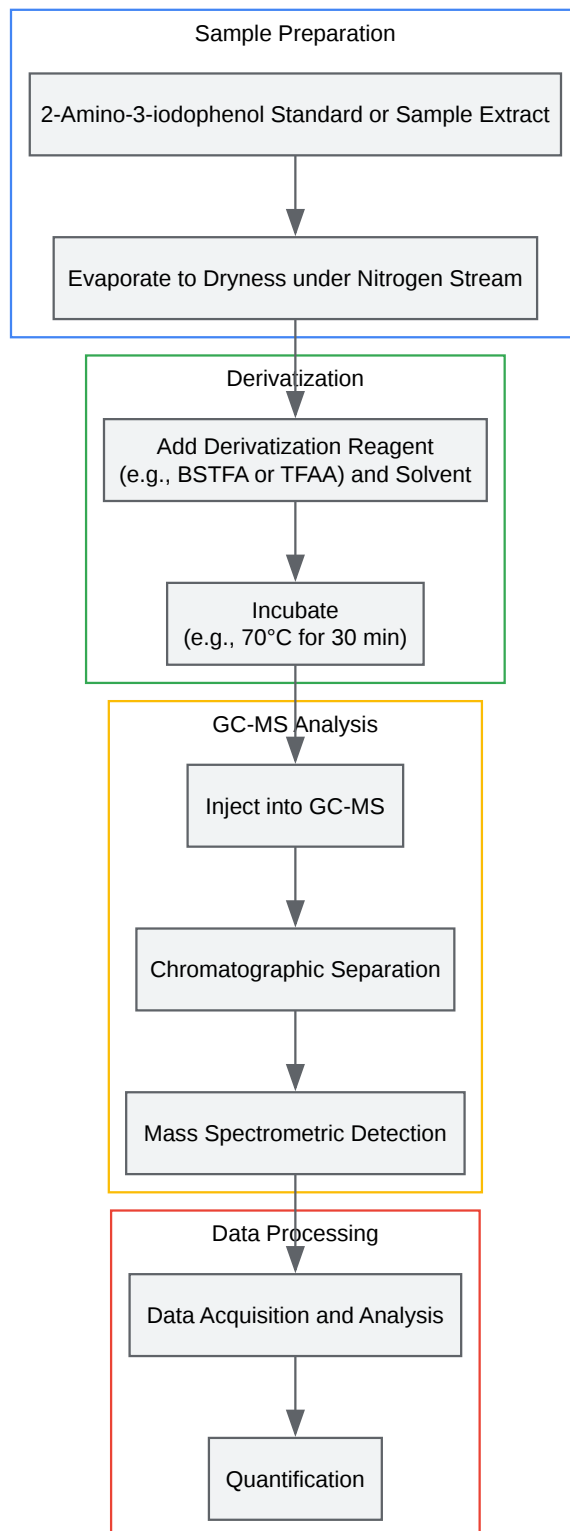 Sample Preparation
2-Amino-3-iodophenol Standard or Sample Extract
Evaporate to Dryness under Nitrogen Stream
Derivatization
Add Derivatization Reagent
(e.g., BSTFA or TFAA) and Solvent
Incubate
(e.g., 70°C for 30 min)
GC-MS Analysis
Inject into GC-MS
Chromatographic Separation
Mass Spectrometric Detection
Data Processing
Data Acquisition and Analysis
Quantification